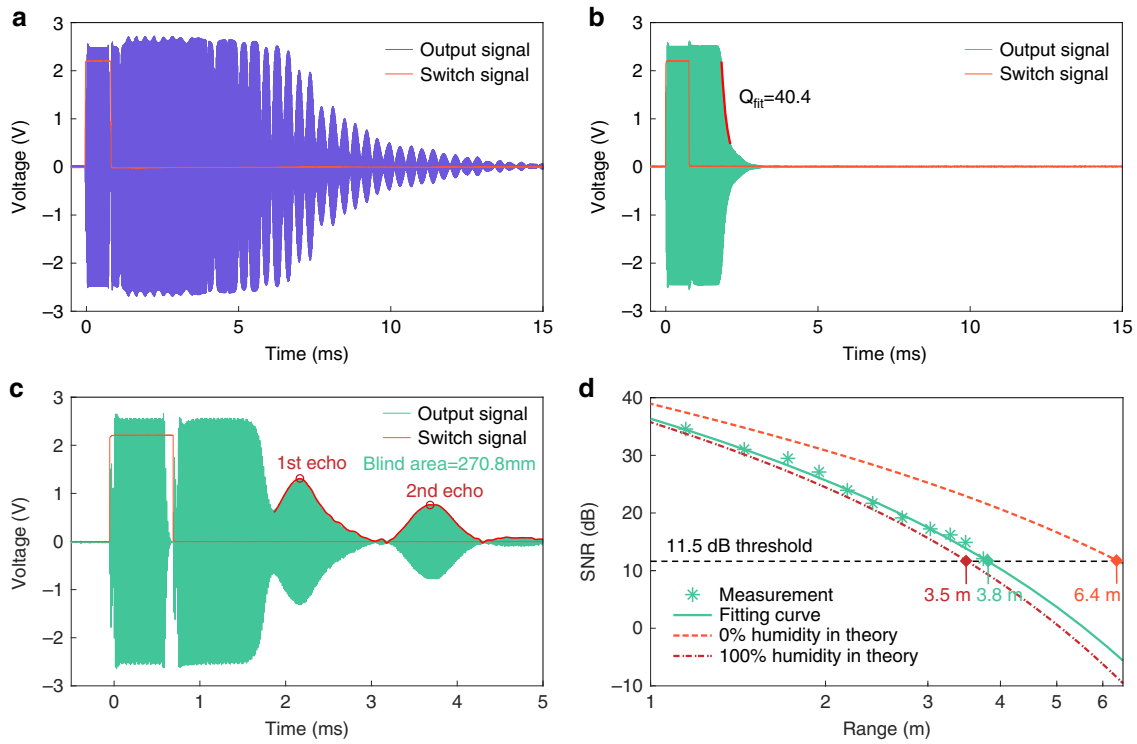 a
3
2
1
0
−1
−2
−3
Voltage (V)
Output signal
Switch signal
0
5
10
15
Time (ms)
b
3
2
1
0
−1
−2
−3
Voltage (V)
Output signal
Switch signal
Qfit=40.4
0
5
10
15
Time (ms)
c
3
2
1
0
−1
−2
−3
Voltage (V)
Output signal
Switch signal
Blind area=270.8mm
1st echo
2nd echo
0
1
2
3
4
5
Time (ms)
d
40
30
20
10
0
−10
SNR (dB)
11.5 dB threshold
3.5 m
3.8 m
6.4 m
Measurement
Fitting curve
0% humidity in theory
100% humidity in theory
1
2
3
4
5
6
Range (m)